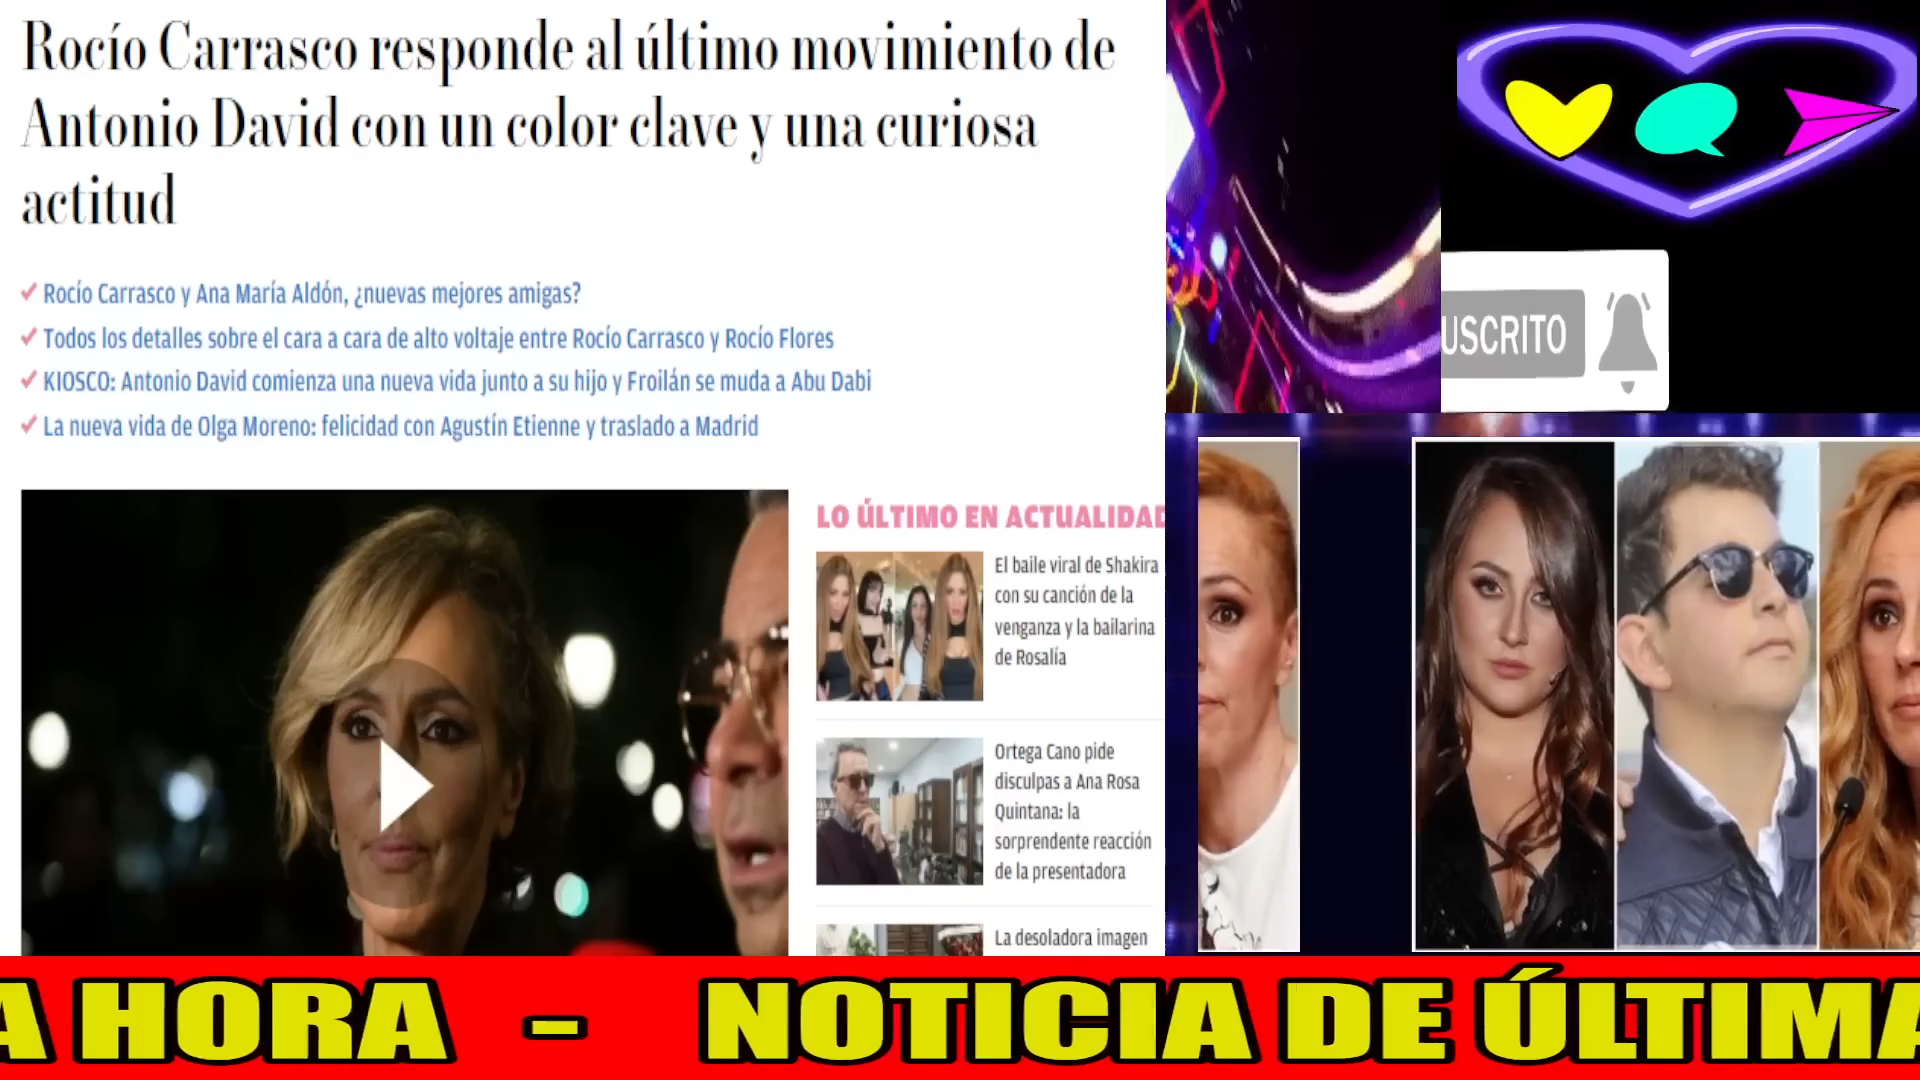 Rocío Carrasco responde al último movimiento de
Antonio David con un color clave y una curiosa
actitud
Rocío Carrasco y Ana María Aldón, ¿nuevas mejores amigas?
Todos los detalles sobre el cara a cara de alto voltaje entre Rocío Carrasco y Rocío Flores
KIOSCO: Antonio David comienza una nueva vida junto a su hijo y Froilán se muda a Abu Dabi
La nueva vida de Olga Moreno: felicidad con Agustín Etienne y traslado a Madrid
LO ÚLTIMO EN ACTUALIDAD
El baile viral de Shakira
con su canción de la
venganza y la bailarina
de Rosalía
Ortega Cano pide
disculpas a Ana Rosa
Quintana: la
sorprendente reacción
de la presentadora
La desoladora imagen
USCRITO
A HORA - NOTICIA DE ÚLTIMA